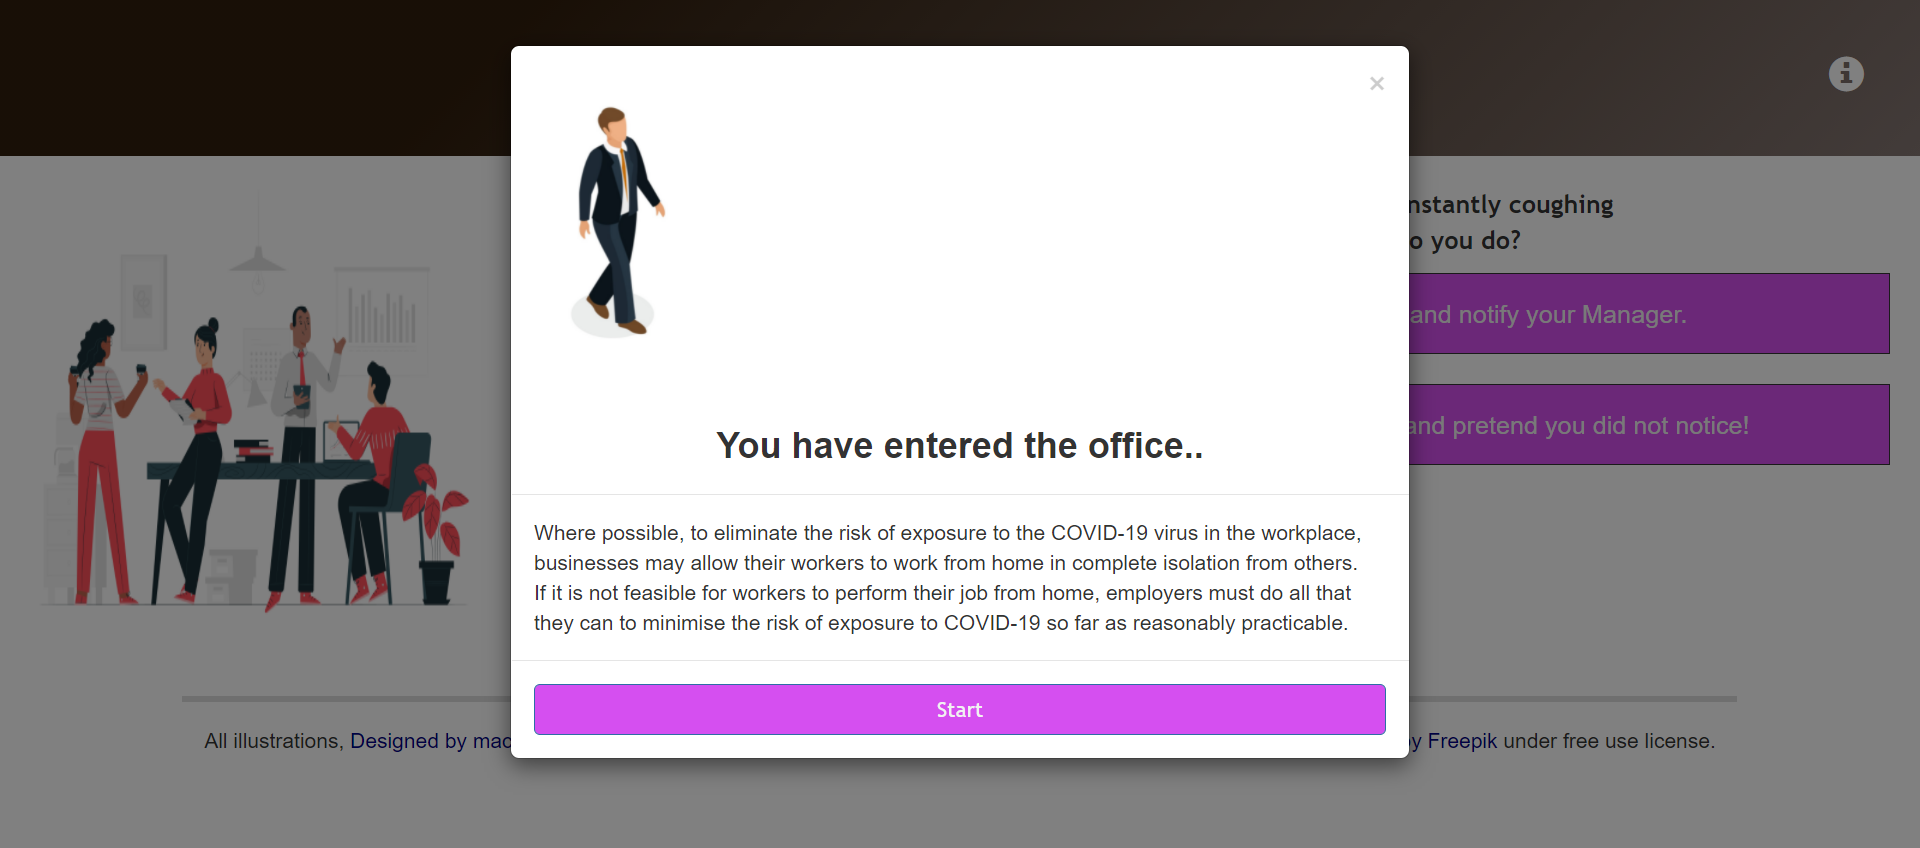 You have entered the office..
Where possible, to eliminate the risk of exposure to the COVID-19 virus in the workplace,
businesses may allow their workers to work from home in complete isolation from others.
If it is not feasible for workers to perform their job from home, employers must do all that
they can to minimise the risk of exposure to COVID-19 so far as reasonably practicable.
Start
coughing
you do?
and notify your Manager.
and pretend you did not notice!
All illustrations, Designed by
Freepik under free use license.